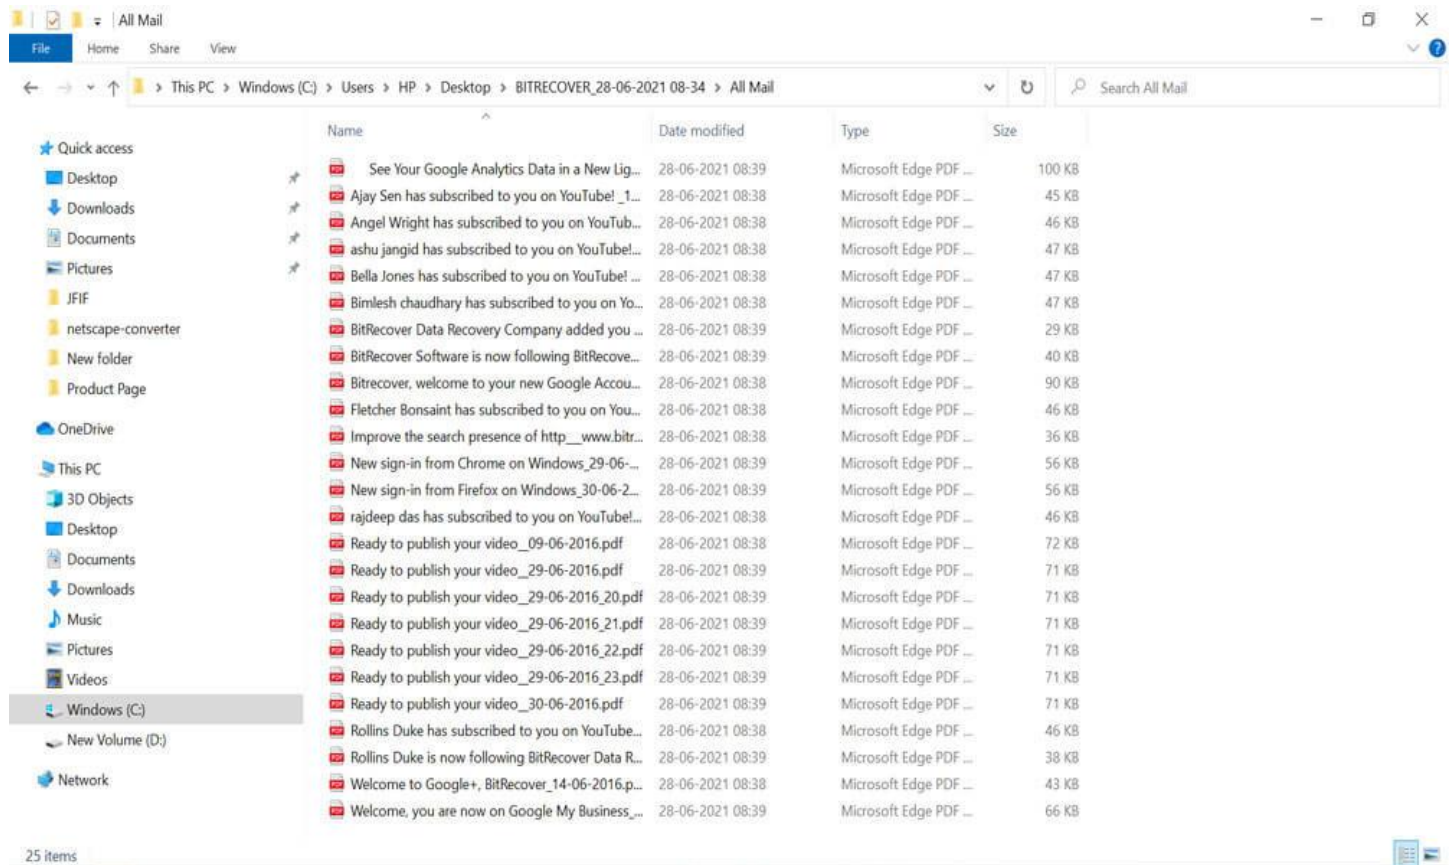 All Mail
File Home Share View
This PC > Windows (C:) > Users > HP > Desktop > BITRECOVER_28-06-2021 08-34 > All Mail
Search All Mail
Quick access
Desktop
Downloads
Documents
Pictures
JFIF
netscape-converter
New folder
Product Page
OneDrive
This PC
3D Objects
Desktop
Documents
Downloads
Music
Pictures
Videos
Windows (C:)
New Volume (D:)
Network
Name Date modified Type Size
See Your Google Analytics Data in a New Lig... 28-06-2021 08:39 Microsoft Edge PDF ... 100 KB
Ajay Sen has subscribed to you on YouTube! _1... 28-06-2021 08:38 Microsoft Edge PDF ... 45 KB
Angel Wright has subscribed to you on YouTub... 28-06-2021 08:38 Microsoft Edge PDF ... 46 KB
ashu jangid has subscribed to you on YouTube!... 28-06-2021 08:38 Microsoft Edge PDF ... 47 KB
Bella Jones has subscribed to you on YouTube! ... 28-06-2021 08:38 Microsoft Edge PDF ... 47 KB
Bimlesh chaudhary has subscribed to you on Yo... 28-06-2021 08:38 Microsoft Edge PDF ... 47 KB
BitRecover Data Recovery Company added you ... 28-06-2021 08:39 Microsoft Edge PDF ... 29 KB
BitRecover Software is now following BitRecove... 28-06-2021 08:39 Microsoft Edge PDF ... 40 KB
Bitrecover, welcome to your new Google Accou... 28-06-2021 08:38 Microsoft Edge PDF ... 90 KB
Fletcher Bonsaint has subscribed to you on You... 28-06-2021 08:38 Microsoft Edge PDF ... 46 KB
Improve the search presence of http__www.bitr... 28-06-2021 08:38 Microsoft Edge PDF ... 36 KB
New sign-in from Chrome on Windows_29-06-... 28-06-2021 08:39 Microsoft Edge PDF ... 56 KB
New sign-in from Firefox on Windows_30-06-2... 28-06-2021 08:39 Microsoft Edge PDF ... 56 KB
rajdeep das has subscribed to you on YouTube!... 28-06-2021 08:38 Microsoft Edge PDF ... 46 KB
Ready to publish your video__09-06-2016.pdf 28-06-2021 08:38 Microsoft Edge PDF ... 72 KB
Ready to publish your video__29-06-2016.pdf 28-06-2021 08:39 Microsoft Edge PDF ... 71 KB
Ready to publish your video__29-06-2016_20.pdf 28-06-2021 08:39 Microsoft Edge PDF ... 71 KB
Ready to publish your video__29-06-2016_21.pdf 28-06-2021 08:39 Microsoft Edge PDF ... 71 KB
Ready to publish your video__29-06-2016_22.pdf 28-06-2021 08:39 Microsoft Edge PDF ... 71 KB
Ready to publish your video__29-06-2016_23.pdf 28-06-2021 08:39 Microsoft Edge PDF ... 71 KB
Ready to publish your video__30-06-2016.pdf 28-06-2021 08:39 Microsoft Edge PDF ... 71 KB
Rollins Duke has subscribed to you on YouTube... 28-06-2021 08:38 Microsoft Edge PDF ... 46 KB
Rollins Duke is now following BitRecover Data R... 28-06-2021 08:39 Microsoft Edge PDF ... 38 KB
Welcome to Google+, BitRecover_14-06-2016.p... 28-06-2021 08:38 Microsoft Edge PDF ... 43 KB
Welcome, you are now on Google My Business_... 28-06-2021 08:39 Microsoft Edge PDF ... 66 KB
25 items